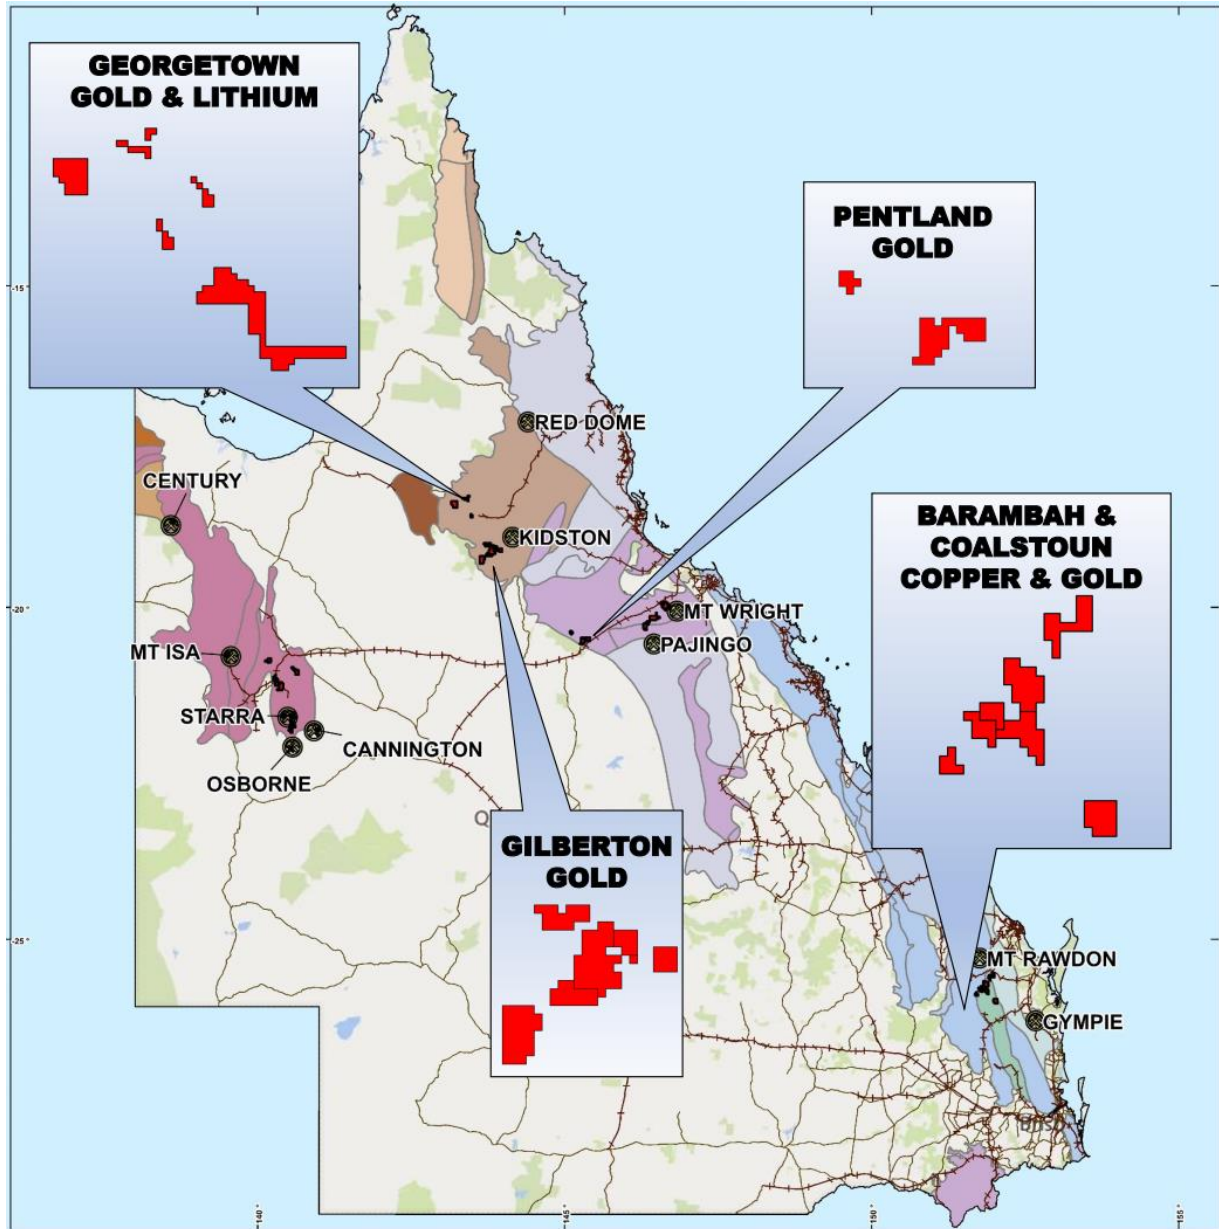 GEORGETOWN
GOLD & LITHIUM
PENTLAND
GOLD
-15°
RED DOME
CENTURY
BARAMBAH &
COALSTOUN
COPPER & GOLD
KIDSTON
-20°
MT WRIGHT
PAJINGO
MT ISA
STARRA
CANNINGTON
OSBORNE
Q
GILBERTON
GOLD
-25°
MT RAWDON
GYMPIE
140
145
150
155